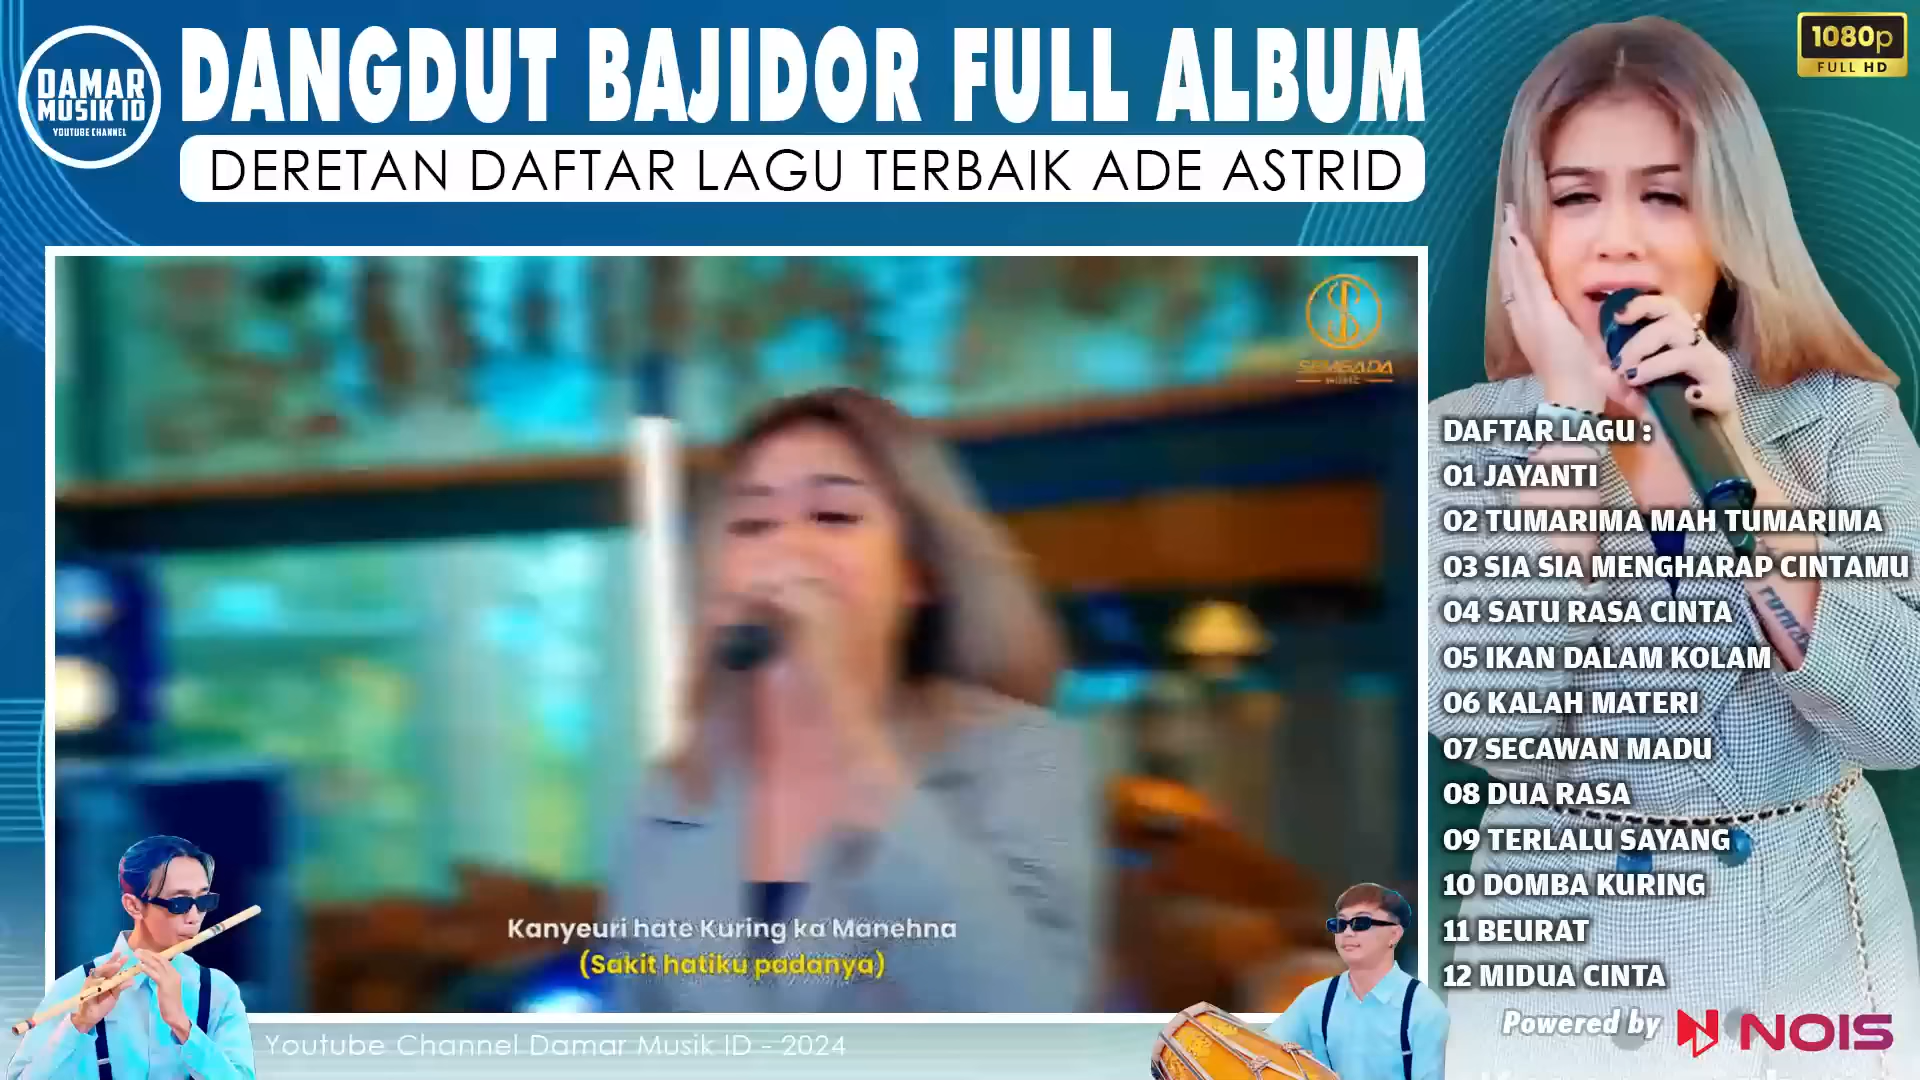 DAMAR
MUSIK ID
YOUTUBE CHANNEL
DANGDUT BAJIDOR FULL ALBUM
DERETAN DAFTAR LAGU TERBAIK ADE ASTRID
1080p
FULL HD
SEMBADA
MUSIC
DAFTAR LAGU :
01 JAYANTI
02 TUMARIMA MAH TUMARIMA
03 SIA SIA MENGHARAP CINTAMU
04 SATU RASA CINTA
05 IKAN DALAM KOLAM
06 KALAH MATERI
07 SECAWAN MADU
08 DUA RASA
09 TERLALU SAYANG
10 DOMBA KURING
11 BEURAT
12 MIDUA CINTA
Kanyeuri hate Kuring ka Manehna
(Sakit hatiku padanya)
Youtube Channel Damar Musik ID - 2024
Powered by
NOIS